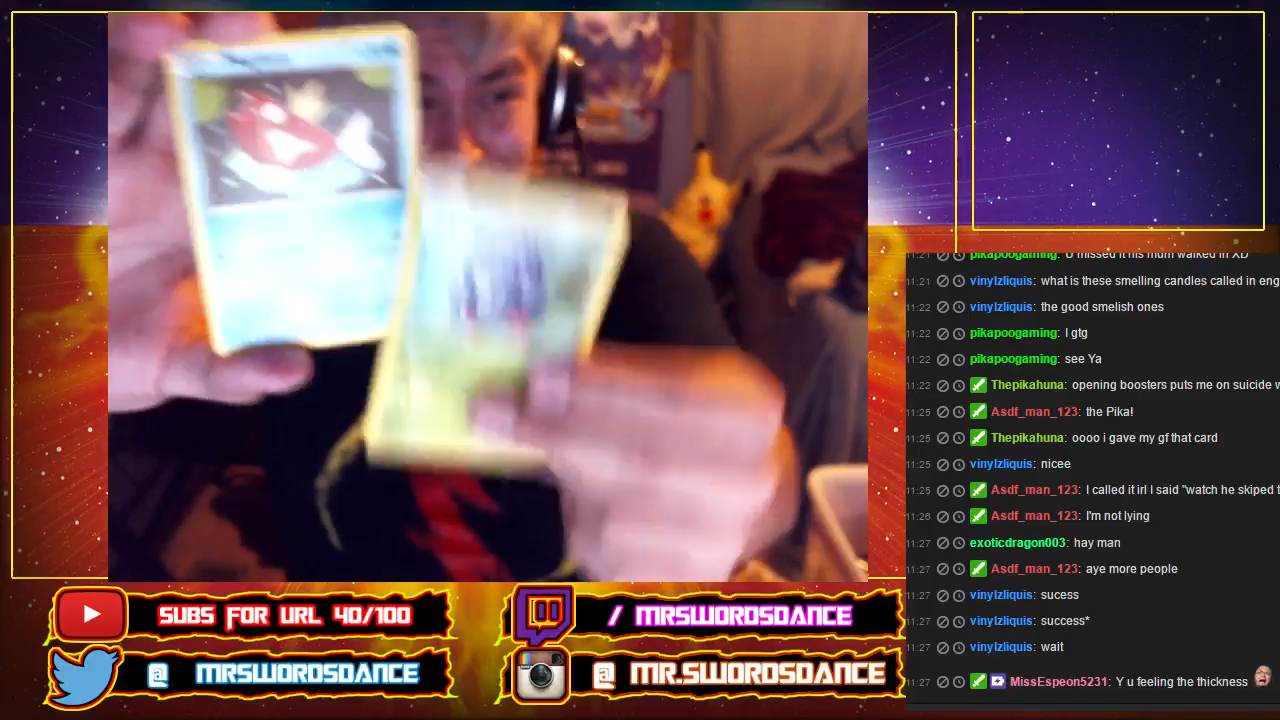 11:21 pikapoogaming: U missed it his mum walked in XD
11:21 vinylzliquis: what is these smelling candles called in eng
11:22 vinylzliquis: the good smelish ones
11:22 pikapoogaming: I gtg
11:22 pikapoogaming: see Ya
11:22 Thepikahuna: opening boosters puts me on suicide w
11:25 Asdf_man_123: the Pika!
11:25 Thepikahuna: oooo i gave my gf that card
11:25 vinylzliquis: nicee
11:25 Asdf_man_123: I called it irl I said "watch he skiped t
11:26 Asdf_man_123: I'm not lying
11:27 exoticdragon003: hay man
11:27 Asdf_man_123: aye more people
11:27 vinylzliquis: sucess
11:27 vinylzliquis: success*
11:27 vinylzliquis: wait
11:27 MissEspeon5231: Y u feeling the thickness
SUBS FOR URL 40/100
/ MRSWORDSDANCE
@ MRSWORDSDANCE
@ MR.SWORDSDANCE